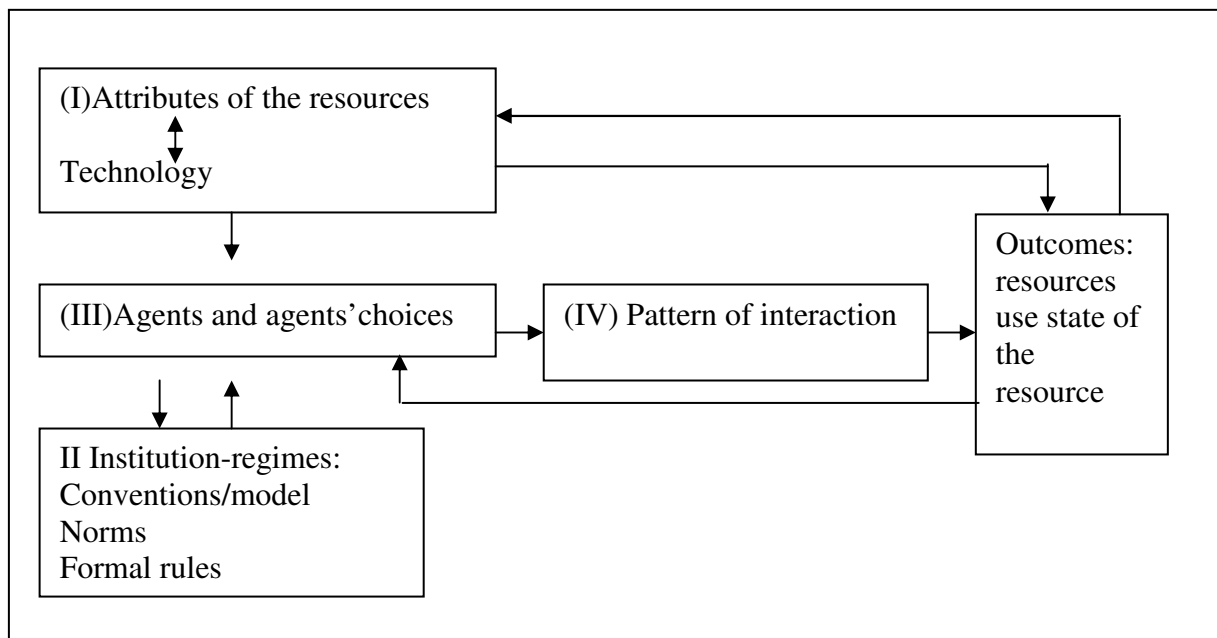 (I)Attributes of the resources
Technology
(III)Agents and agents'choices
(IV) Pattern of interaction
Outcomes:
resources
use state of
the
resource
II Institution-regimes:
Conventions/model
Norms
Formal rules